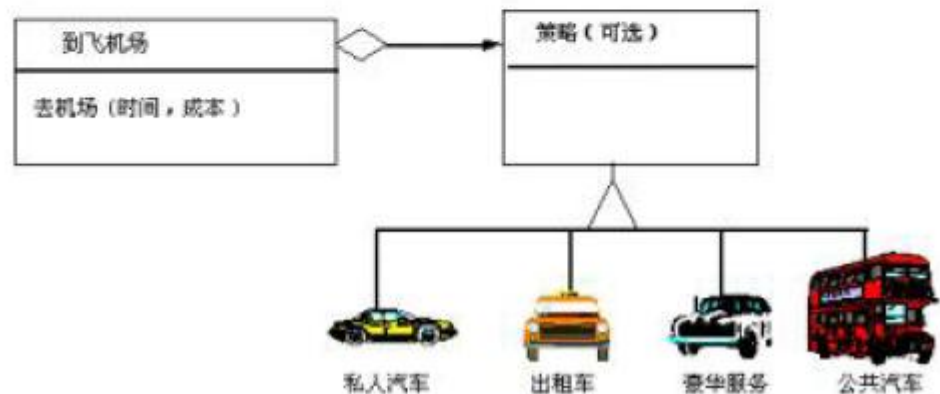 到飞机场
策略(可选)
去机场(时间,成本)
私人汽车
出租车
豪华服务
公共汽车